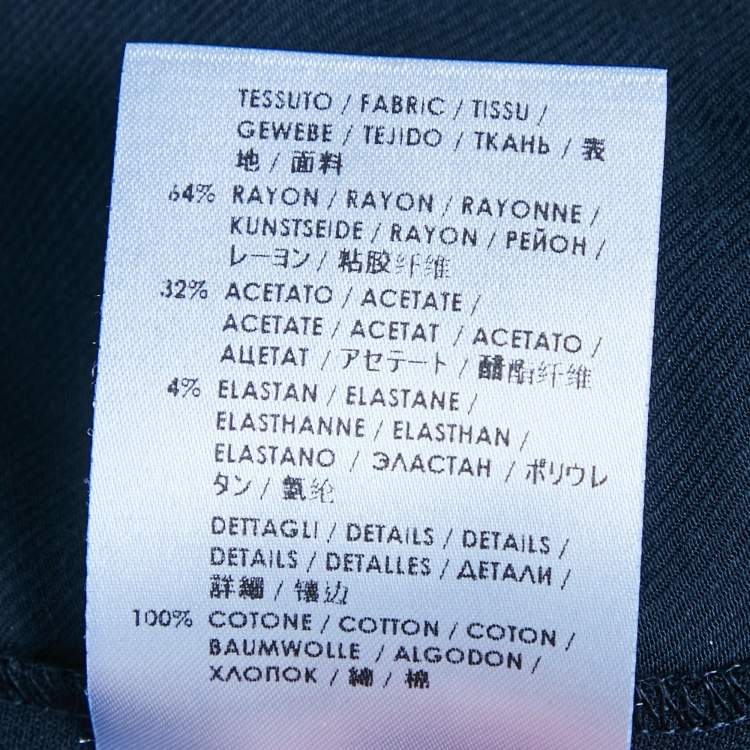 TESSUTO / FABRIC / TISSU /
GEWEBE / TEJIDO / ТКАНЬ / 表
地 / 面料
64% RAYON / RAYON / RAYONNE /
KUNSTSEIDE / RAYON / РЕЙОН /
レーヨン / 粘胶纤维
32% ACETATO / ACETATE /
ACETATE / ACETAT / ACETATO /
АЦЕТАТ / アセテート / 醋酯纤维
4% ELASTAN / ELASTANE /
ELASTHANNE / ELASTHAN /
ELASTANO / ЭЛАСТАН / ポリウレ
タン / 氨纶
DETTAGLI / DETAILS / DETAILS /
DETAILS / DETALLES / ДЕТАЛИ /
詳細 / 镶边
100% COTONE / COTTON / COTON /
BAUMWOLLE / ALGODON /
ХЛОПОК / 綿 / 棉